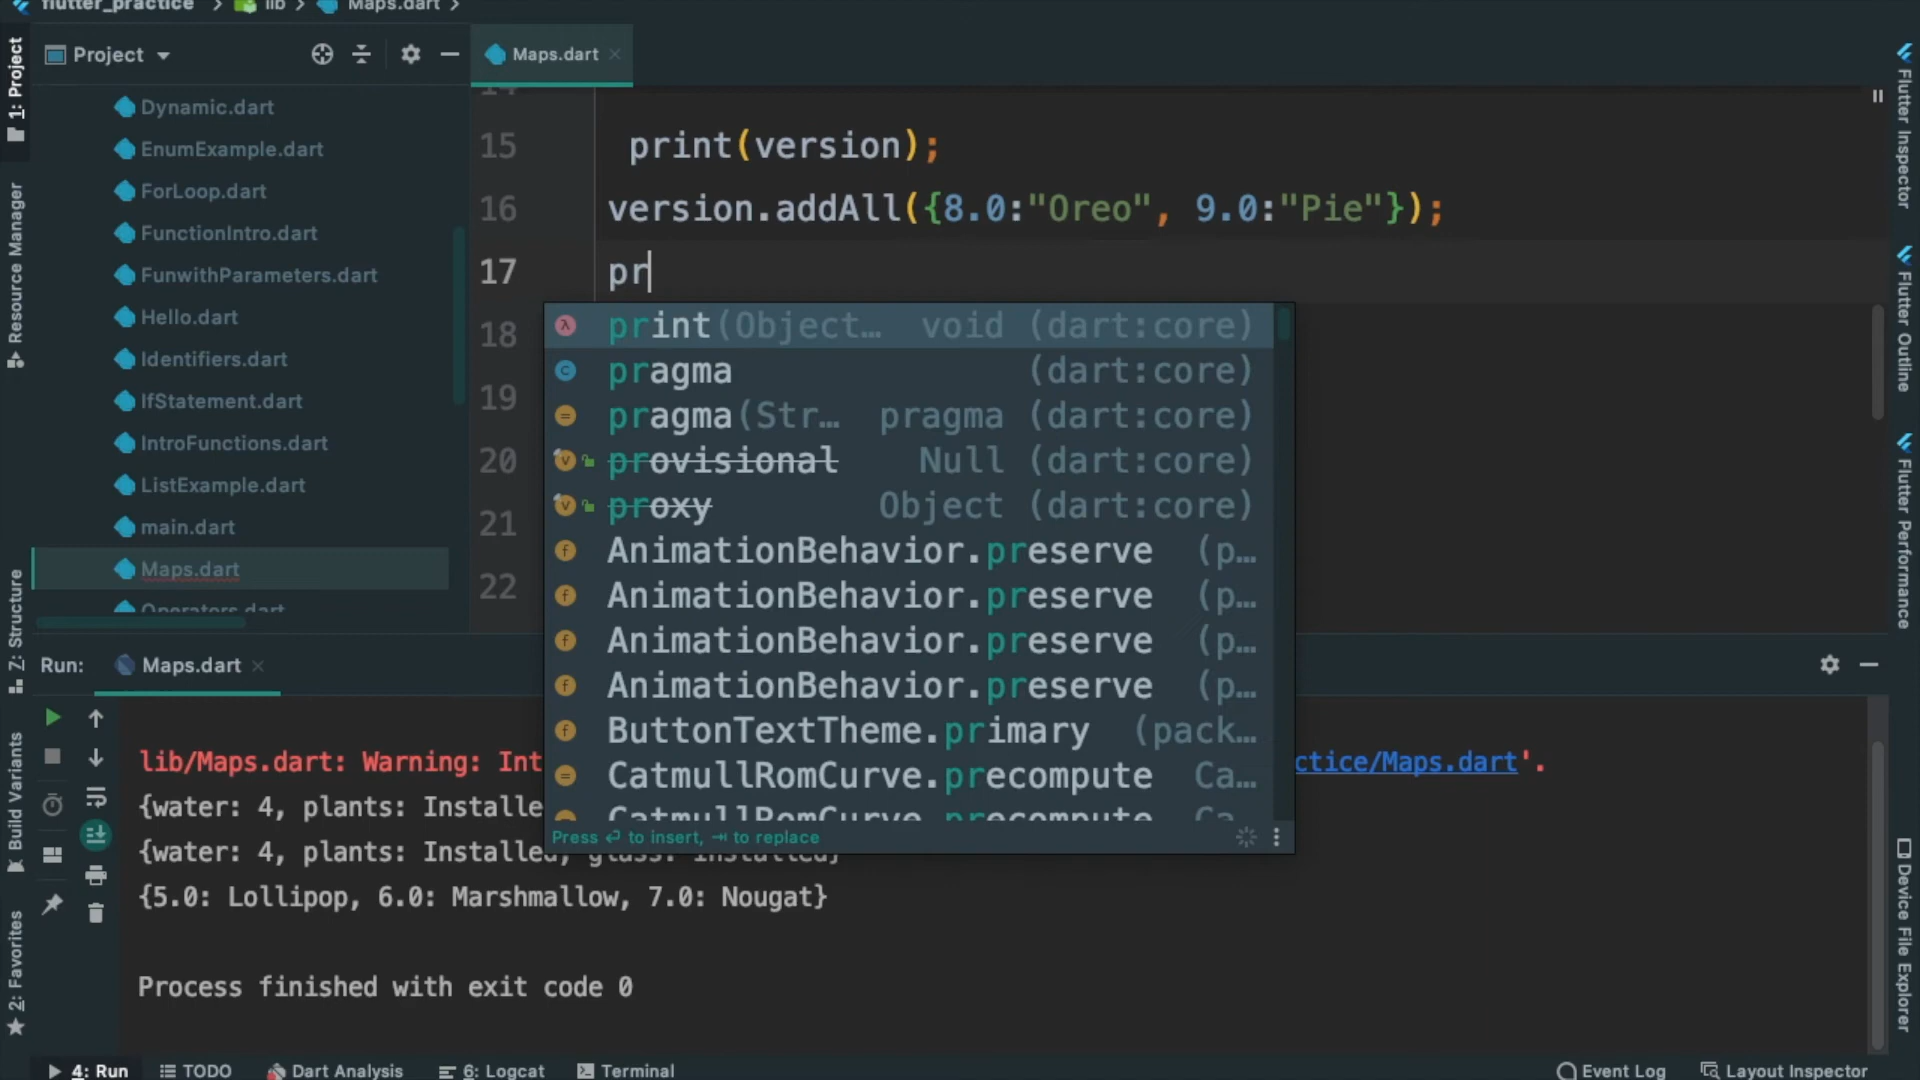 flutter_practice > lib > Maps.dart >
Project
Maps.dart
1: Project
Resource Manager
Z: Structure
Build Variants
2: Favorites
Dynamic.dart
EnumExample.dart
ForLoop.dart
FunctionIntro.dart
FunwithParameters.dart
Hello.dart
Identifiers.dart
IfStatement.dart
IntroFunctions.dart
ListExample.dart
main.dart
Maps.dart
Operators.dart
14
15 print(version);
16 version.addAll({8.0:"Oreo", 9.0:"Pie"});
17 pr
18
19
20
21
22
print(Object… void (dart:core)
pragma (dart:core)
pragma(Str… pragma (dart:core)
provisional Null (dart:core)
proxy Object (dart:core)
AnimationBehavior.preserve (p…
AnimationBehavior.preserve (p…
AnimationBehavior.preserve (p…
AnimationBehavior.preserve (p…
ButtonTextTheme.primary (pack…
CatmullRomCurve.precompute Ca…
CatmullRomCurve.precompute Ca…
Press ⏎ to insert, ⇥ to replace
Run: Maps.dart
lib/Maps.dart: Warning: Int ctice/Maps.dart'.
{water: 4, plants: Installe
{water: 4, plants: Installed, glass: Installed}
{5.0: Lollipop, 6.0: Marshmallow, 7.0: Nougat}
Process finished with exit code 0
Flutter Inspector
Flutter Outline
Flutter Performance
Device File Explorer
4: Run TODO Dart Analysis 6: Logcat Terminal Event Log Layout Inspector